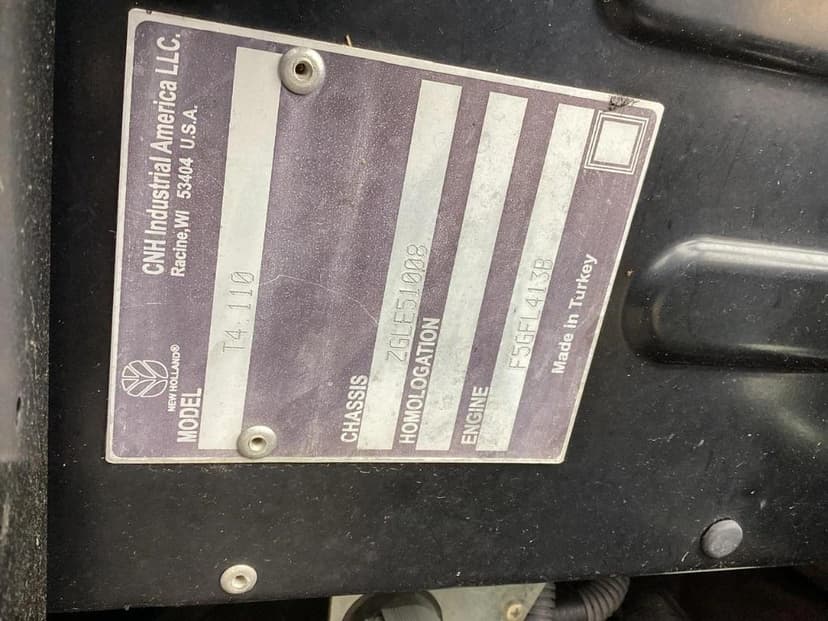 CNH Industrial America LLC.
Racine, WI 53404 U.S.A.
NEW HOLLAND®
MODEL
T4.110
CHASSIS
ZGLE51008
HOMOLOGATION
ENGINE
F5GFL413B
Made in Turkey